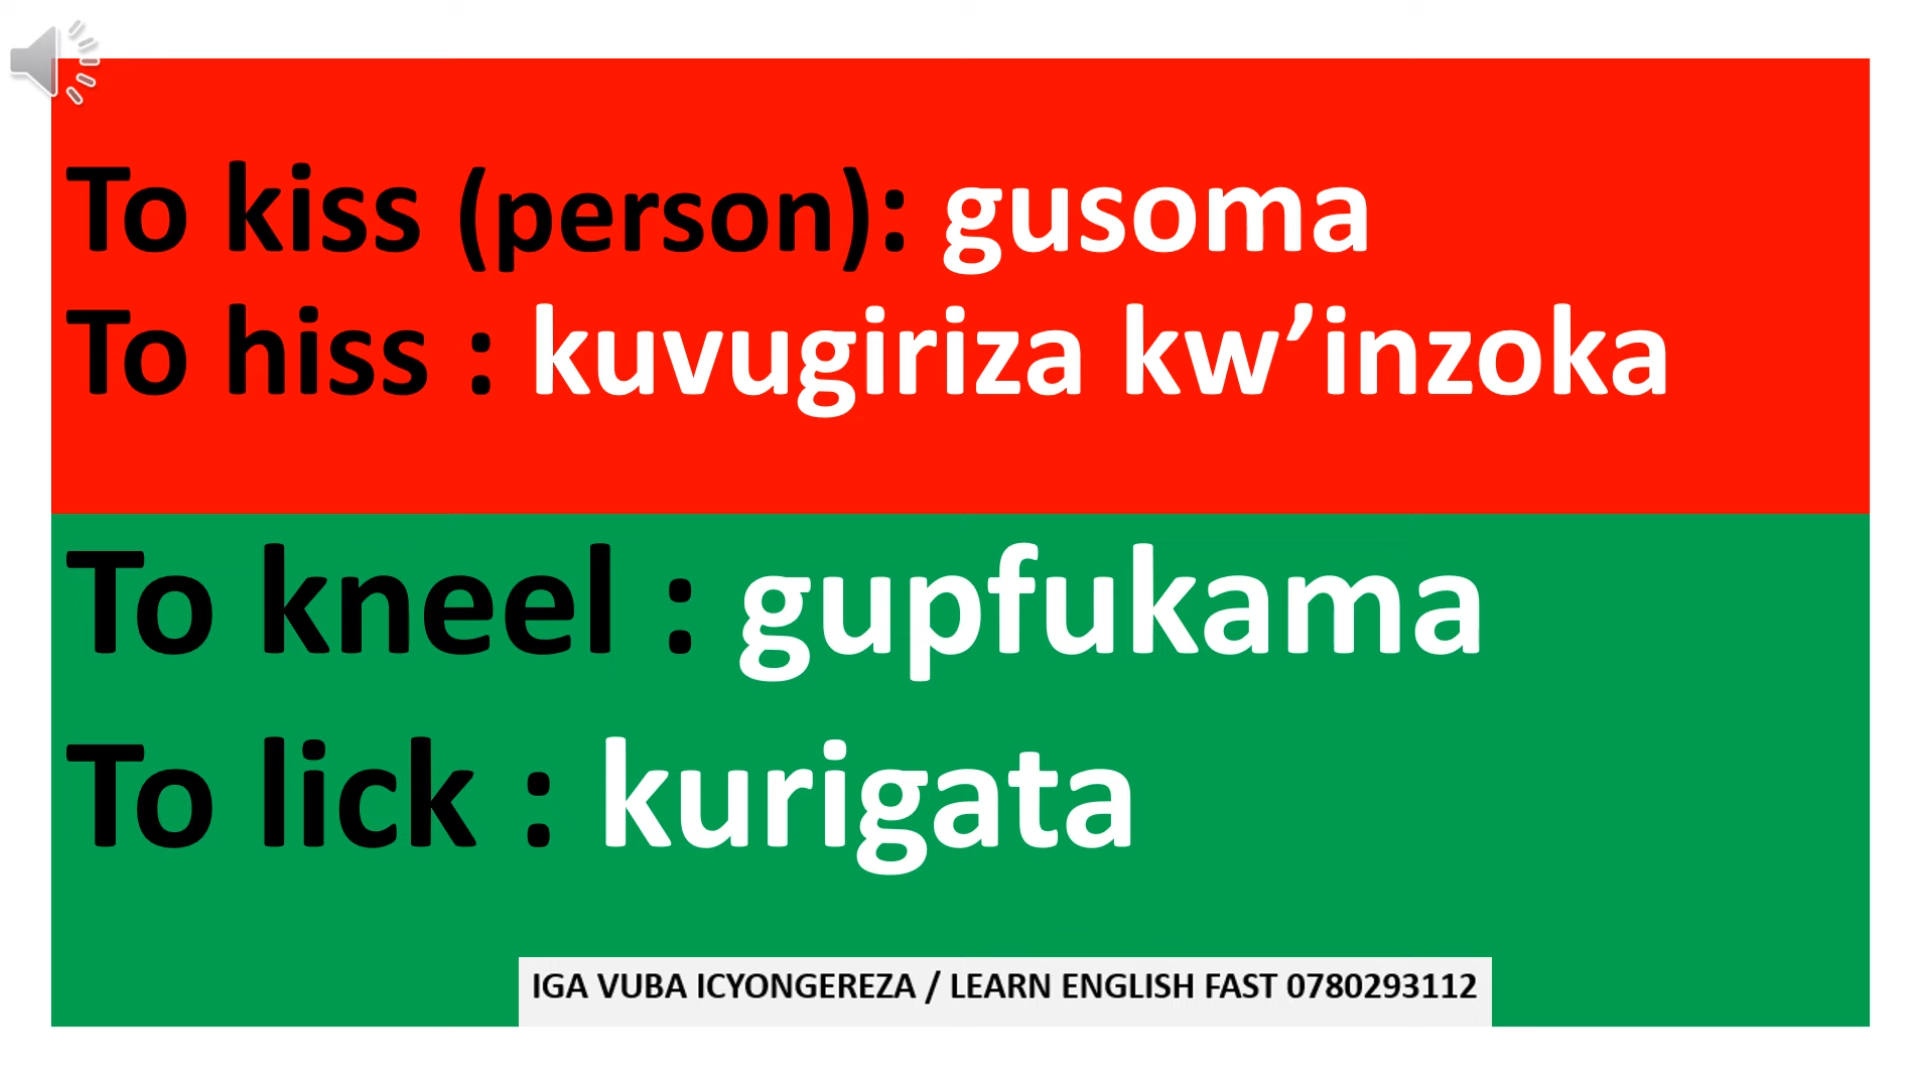 To kiss (person): gusoma
To hiss : kuvugiriza kw’inzoka
To kneel : gupfukama
To lick : kurigata
IGA VUBA ICYONGEREZA / LEARN ENGLISH FAST 0780293112